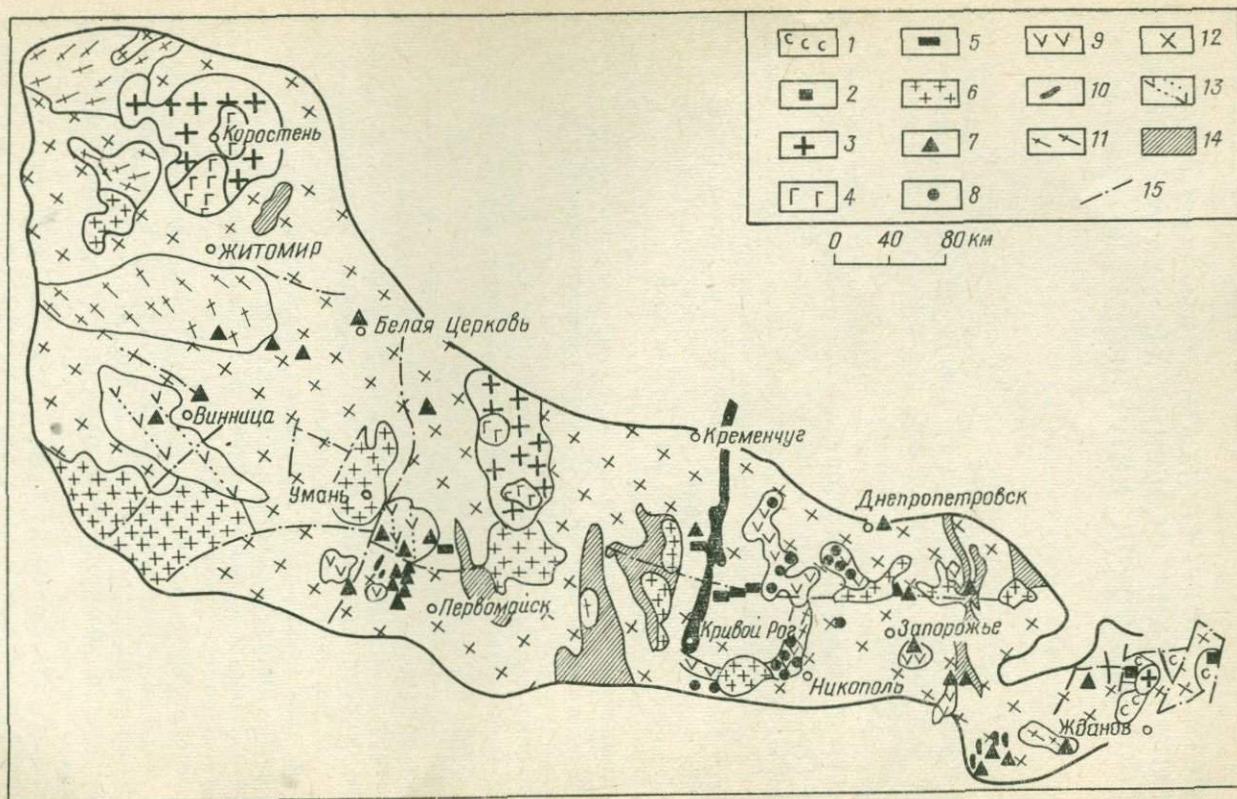 1
5
9
12
2
6
10
13
3
7
11
14
4
8
15
0 40 80 км
Коростень
Житомир
Белая Церковь
Винница
Кременчуг
Умань
Днепропетровск
Первомайск
Кривой Рог
Запорожье
Никополь
Жданов